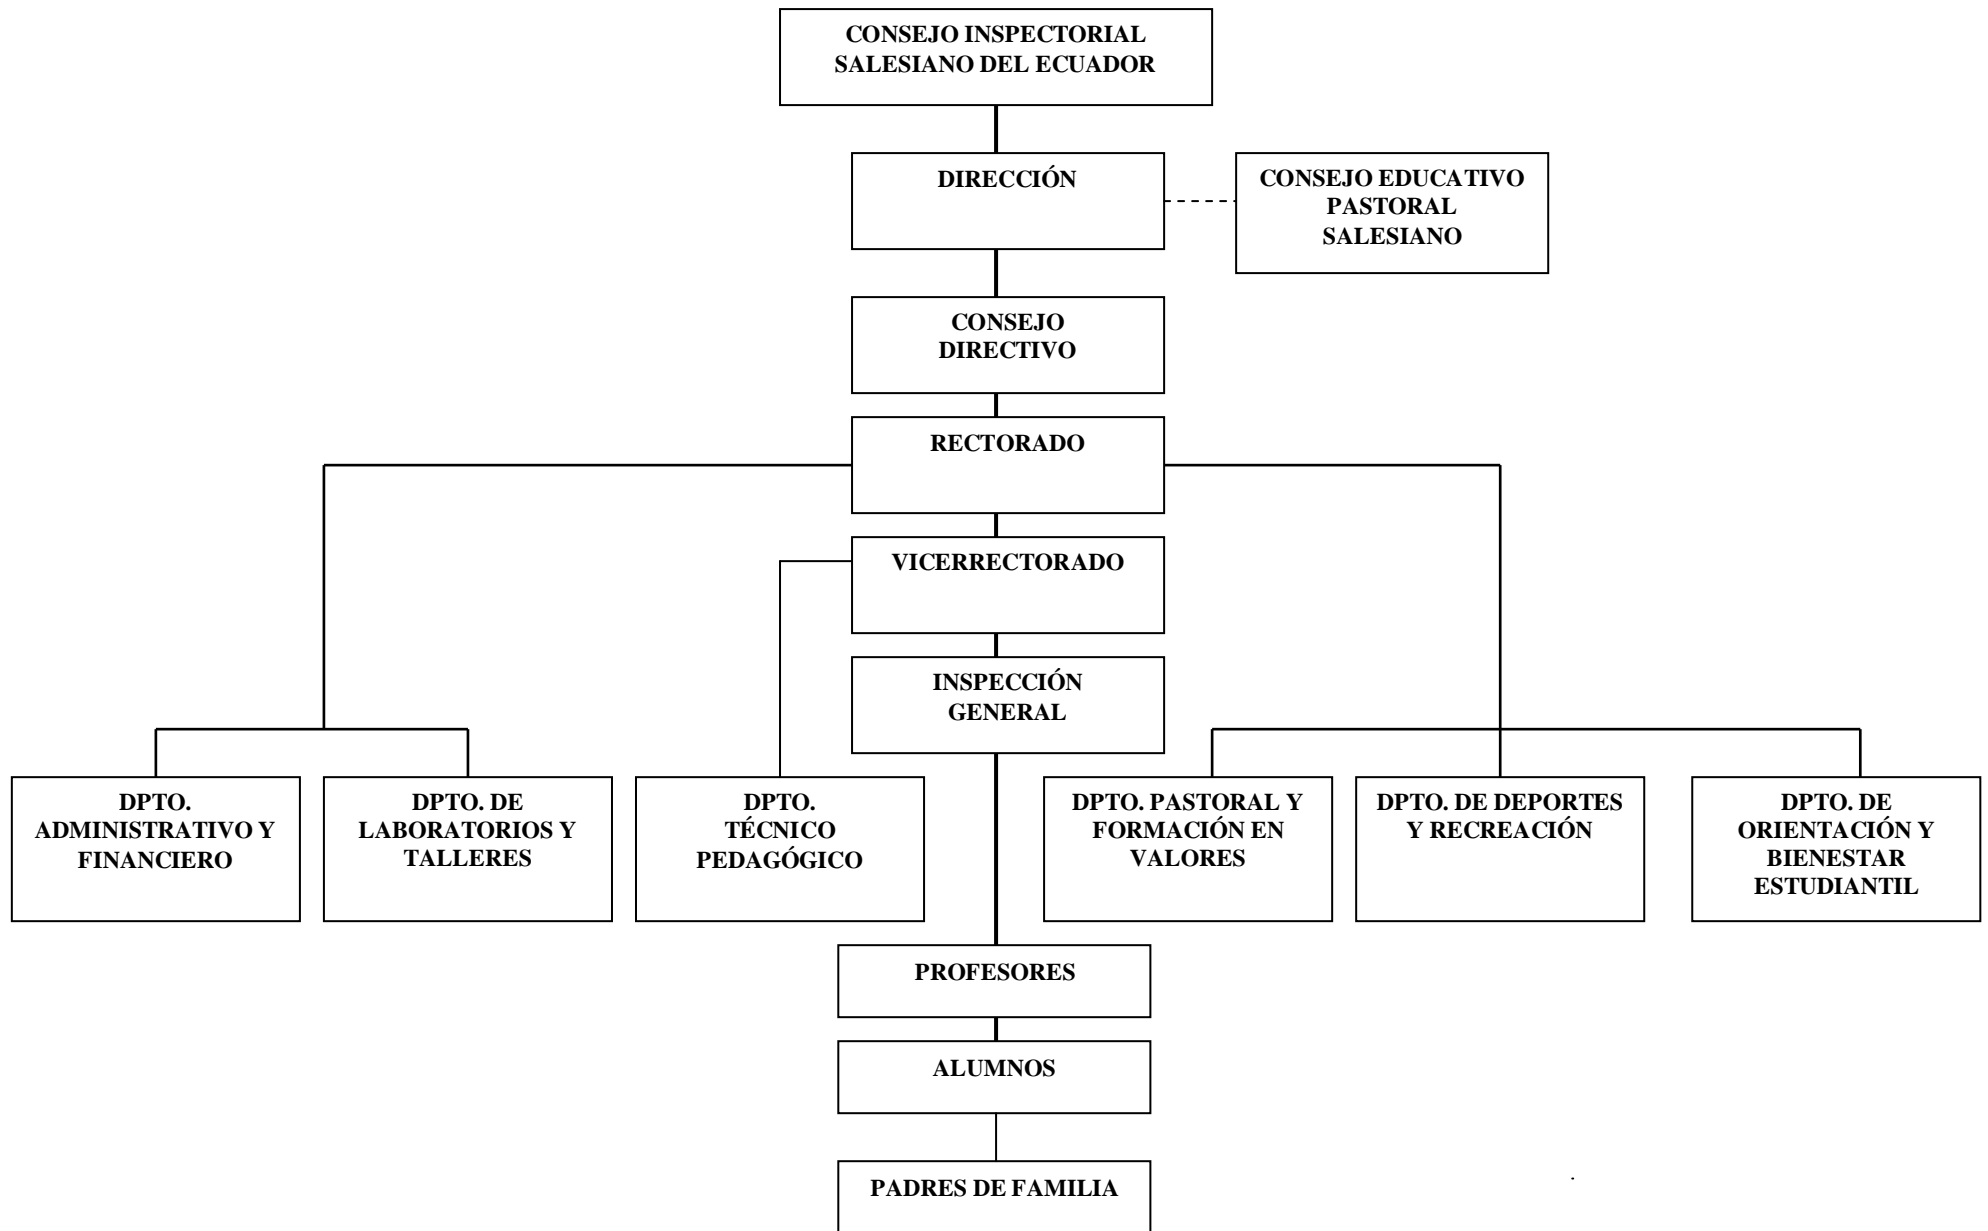 CONSEJO INSPECTORIAL
SALESIANO DEL ECUADOR
DIRECCIÓN
CONSEJO EDUCATIVO
PASTORAL
SALESIANO
CONSEJO
DIRECTIVO
RECTORADO
VICERRECTORADO
INSPECCIÓN
GENERAL
DPTO.
ADMINISTRATIVO Y
FINANCIERO
DPTO. DE
LABORATORIOS Y
TALLERES
DPTO.
TÉCNICO
PEDAGÓGICO
DPTO. PASTORAL Y
FORMACIÓN EN
VALORES
DPTO. DE DEPORTES
Y RECREACIÓN
DPTO. DE
ORIENTACIÓN Y
BIENESTAR
ESTUDIANTIL
PROFESORES
ALUMNOS
PADRES DE FAMILIA